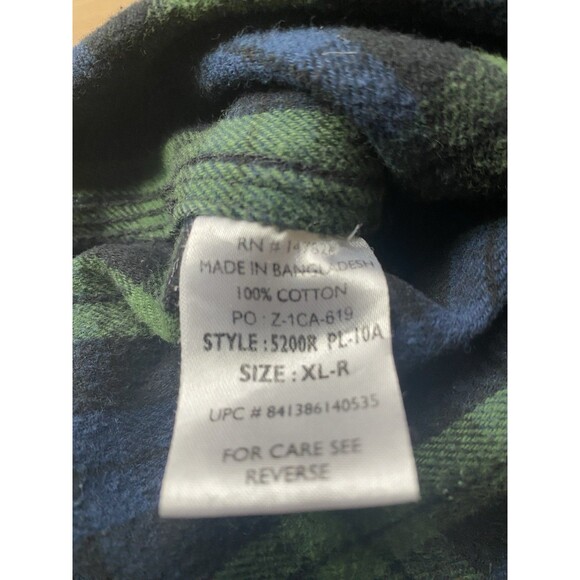 RN #
MADE IN BANGLADESH
100% COTTON
PO : Z-1CA-619
STYLE : 5200R PL-10A
SIZE : XL-R
UPC # 841386140535
FOR CARE SEE
REVERSE